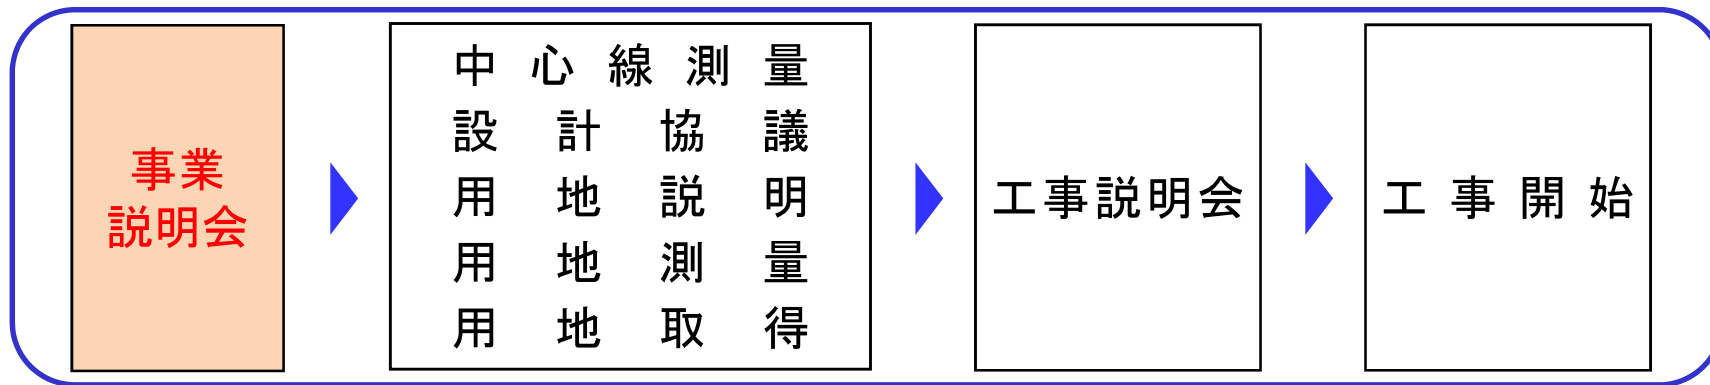 事業
説明会
中心線測量
設計協議
用地説明
用地測量
用地取得
工事説明会
工事開始